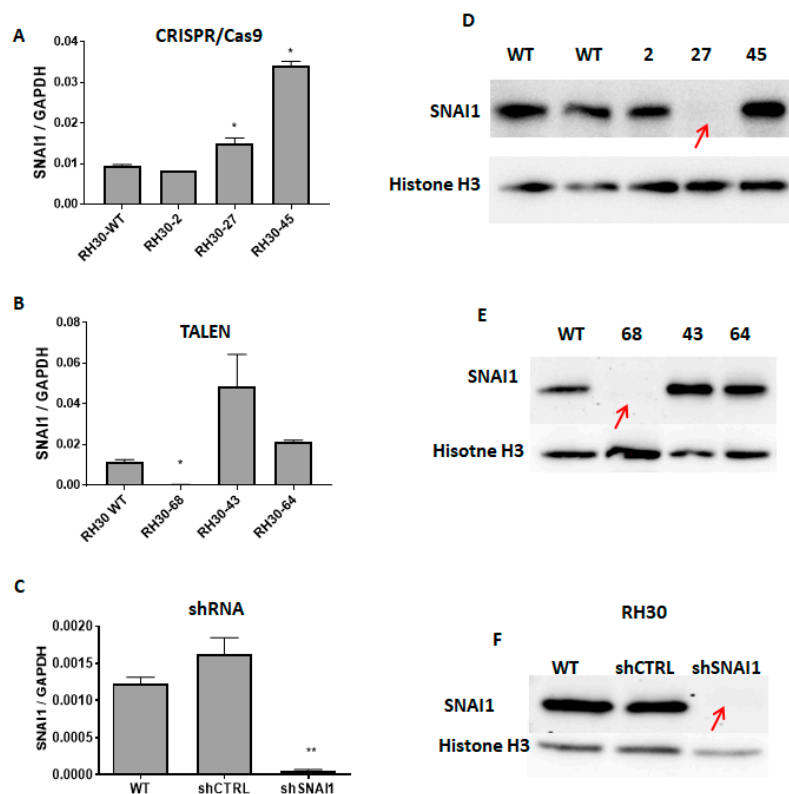 A
CRISPR/Cas9
SNAI1 / GAPDH
0.04
0.03
0.02
0.01
0.00
*
*
RH30-WT
RH30-2
RH30-27
RH30-45
D
WT WT 2 27 45
SNAI1
Histone H3
B
TALEN
SNAI1 / GAPDH
0.08
0.06
0.04
0.02
0.00
*
RH30 WT
RH30-68
RH30-43
RH30-64
E
WT 68 43 64
SNAI1
Hisotne H3
C
shRNA
SNAI1 / GAPDH
0.0020
0.0015
0.0010
0.0005
0.0000
**
WT shCTRL shSNAI1
RH30
F
WT shCTRL shSNAI1
SNAI1
Histone H3